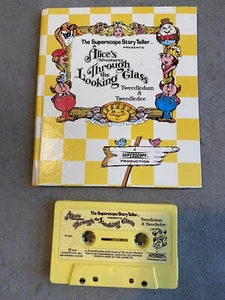 The Superscope Story Teller
PRESENTS
Alice's
Adventures
Through
the
Looking Glass
Tweedledum
&
Tweedledee
A
SUPERSCOPE
PRODUCTION
The Superscope Story Teller
PRESENTS
Alice's
Through the Looking Glass
Tweedledum
& Tweedledee